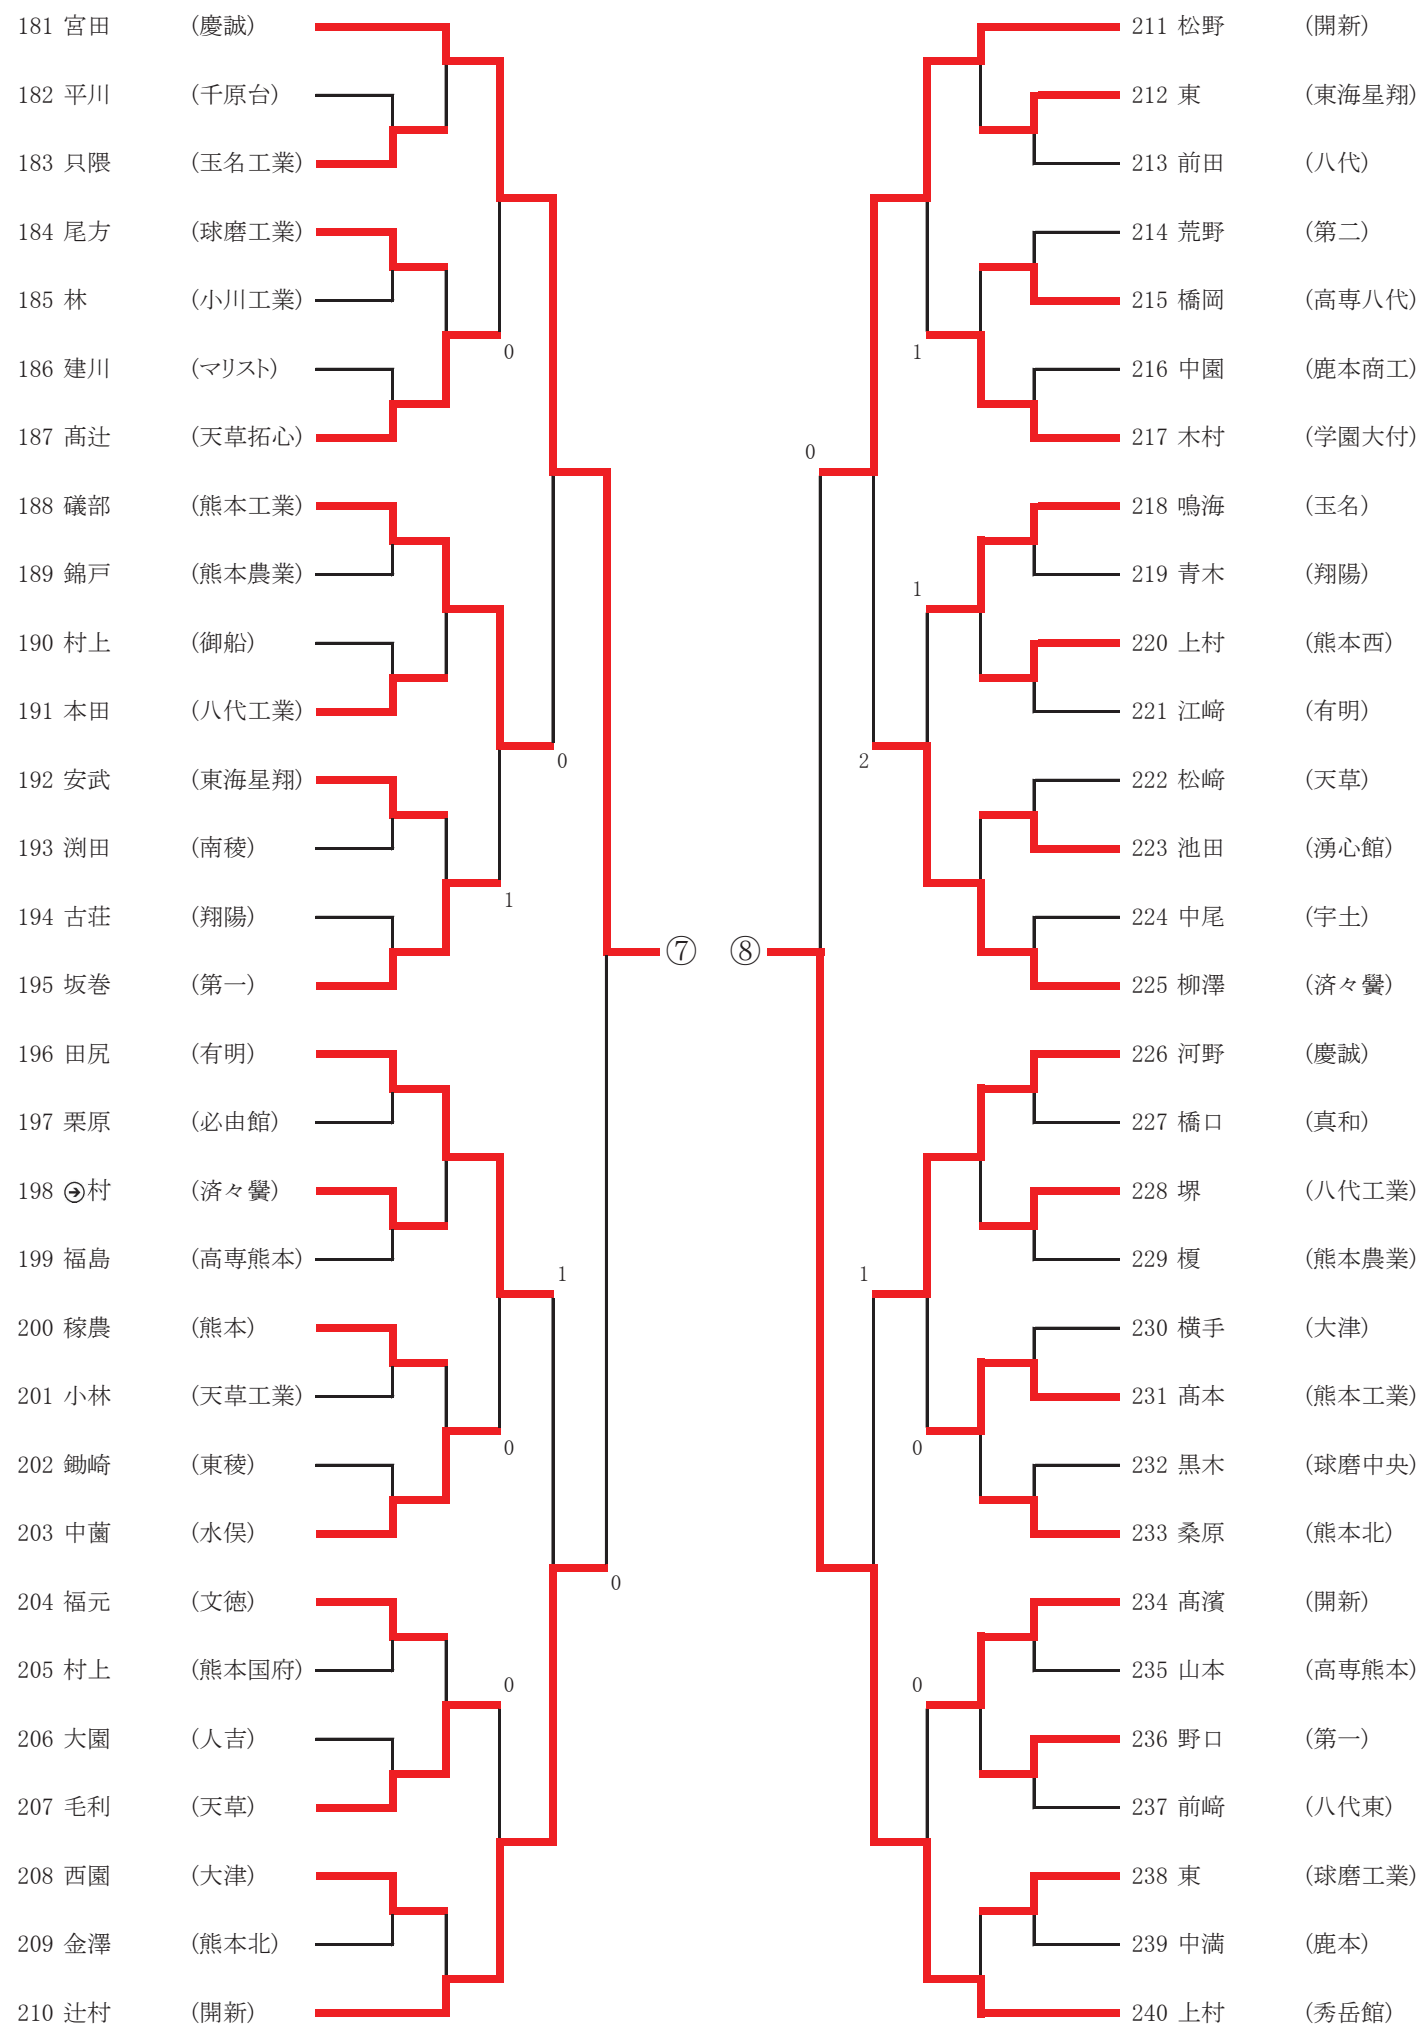 181 宮田 (慶誠)
182 平川 (千原台)
183 只隈 (玉名工業)
184 尾方 (球磨工業)
185 林 (小川工業)
0
186 建川 (マリスト)
187 髙辻 (天草拓心)
188 礒部 (熊本工業)
189 錦戸 (熊本農業)
190 村上 (御船)
191 本田 (八代工業)
0
192 安武 (東海星翔)
193 渕田 (南稜)
1
194 古荘 (翔陽)
195 坂巻 (第一)
196 田尻 (有明)
197 栗原 (必由館)
198 村 (済々黌)
199 福島 (高専熊本)
1
200 稼農 (熊本)
201 小林 (天草工業)
0
202 鋤崎 (東稜)
203 中薗 (水俣)
0
204 福元 (文徳)
205 村上 (熊本国府)
0
206 大園 (人吉)
207 毛利 (天草)
208 西園 (大津)
209 金澤 (熊本北)
210 辻村 (開新)
⑦ ⑧
211 松野 (開新)
212 東 (東海星翔)
213 前田 (八代)
214 荒野 (第二)
215 橋岡 (高専八代)
1
216 中園 (鹿本商工)
217 木村 (学園大付)
0
218 鳴海 (玉名)
219 青木 (翔陽)
1
220 上村 (熊本西)
221 江﨑 (有明)
2
222 松﨑 (天草)
223 池田 (湧心館)
224 中尾 (宇土)
225 柳澤 (済々黌)
226 河野 (慶誠)
227 橋口 (真和)
228 堺 (八代工業)
229 榎 (熊本農業)
1
230 横手 (大津)
231 髙本 (熊本工業)
0
232 黒木 (球磨中央)
233 桑原 (熊本北)
234 髙濱 (開新)
235 山本 (高専熊本)
0
236 野口 (第一)
237 前﨑 (八代東)
238 東 (球磨工業)
239 中満 (鹿本)
240 上村 (秀岳館)